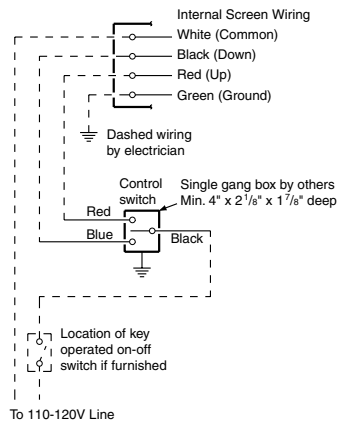 Internal Screen Wiring
White (Common)
Black (Down)
Red (Up)
Green (Ground)
Dashed wiring
by electrician
Control
switch
Single gang box by others
Min. 4" x 2 1/8" x 1 7/8" deep
Red
Blue
Black
Location of key
operated on-off
switch if furnished
To 110-120V Line